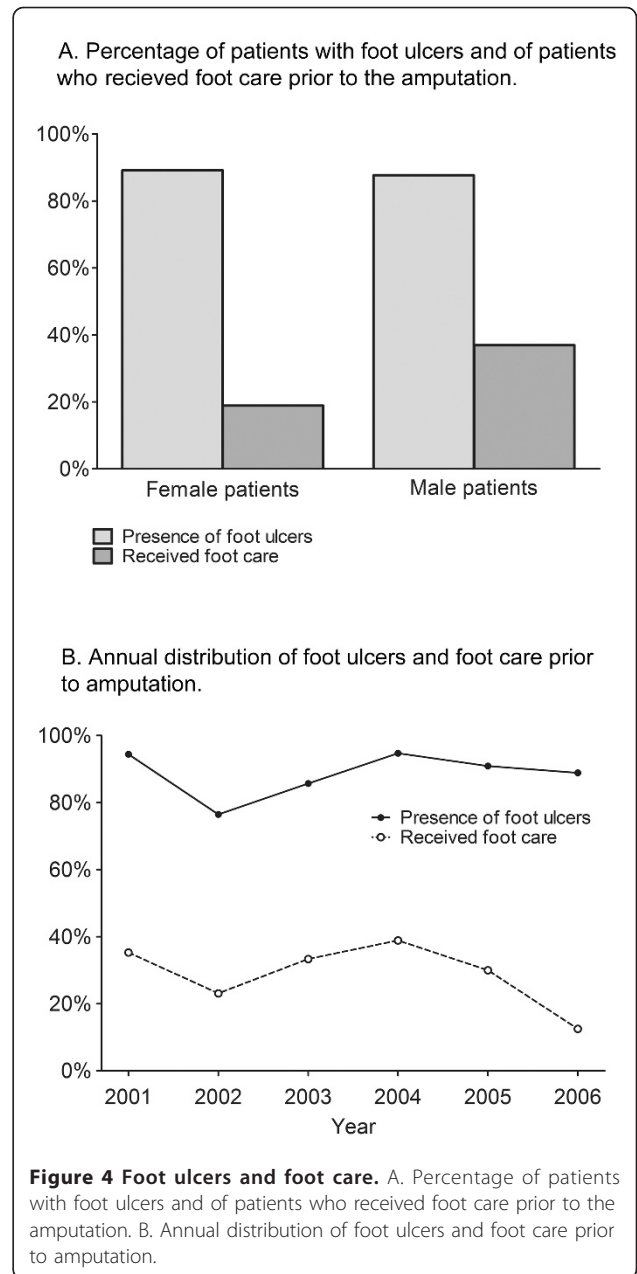 A. Percentage of patients with foot ulcers and of patients
who recieved foot care prior to the amputation.
100%
80%
60%
40%
20%
0%
Female patients
Male patients
Presence of foot ulcers
Received foot care
B. Annual distribution of foot ulcers and foot care prior
to amputation.
100%
80%
60%
40%
20%
0%
Presence of foot ulcers
Received foot care
2001 2002 2003 2004 2005 2006
Year
Figure 4 Foot ulcers and foot care. A. Percentage of patients
with foot ulcers and of patients who received foot care prior to the
amputation. B. Annual distribution of foot ulcers and foot care prior
to amputation.